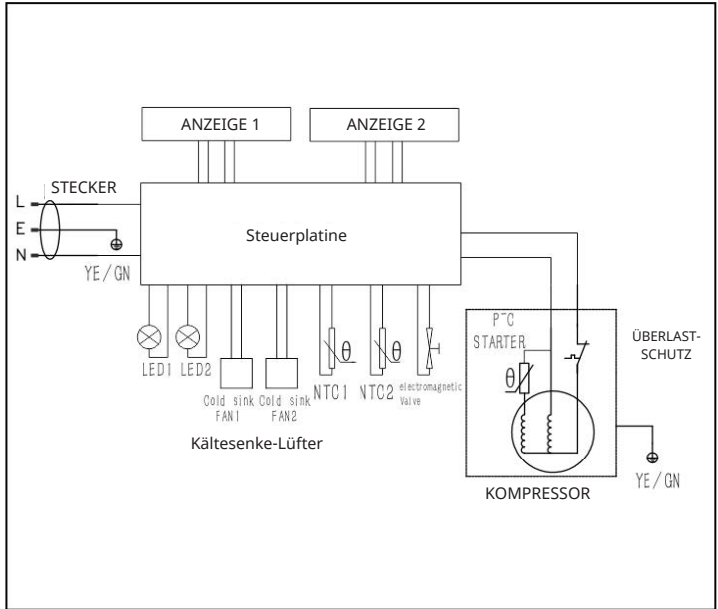 ANZEIGE 1
ANZEIGE 2
STECKER
L
E
N
YE/GN
Steuerplatine
LED1
LED2
Cold sink
FAN1
Cold sink
FAN2
NTC1
θ
NTC2
θ
electromagnetic
Valve
Kältesenke-Lüfter
P⁻C
STARTER
θ
ÜBERLAST-
SCHUTZ
KOMPRESSOR
YE/GN